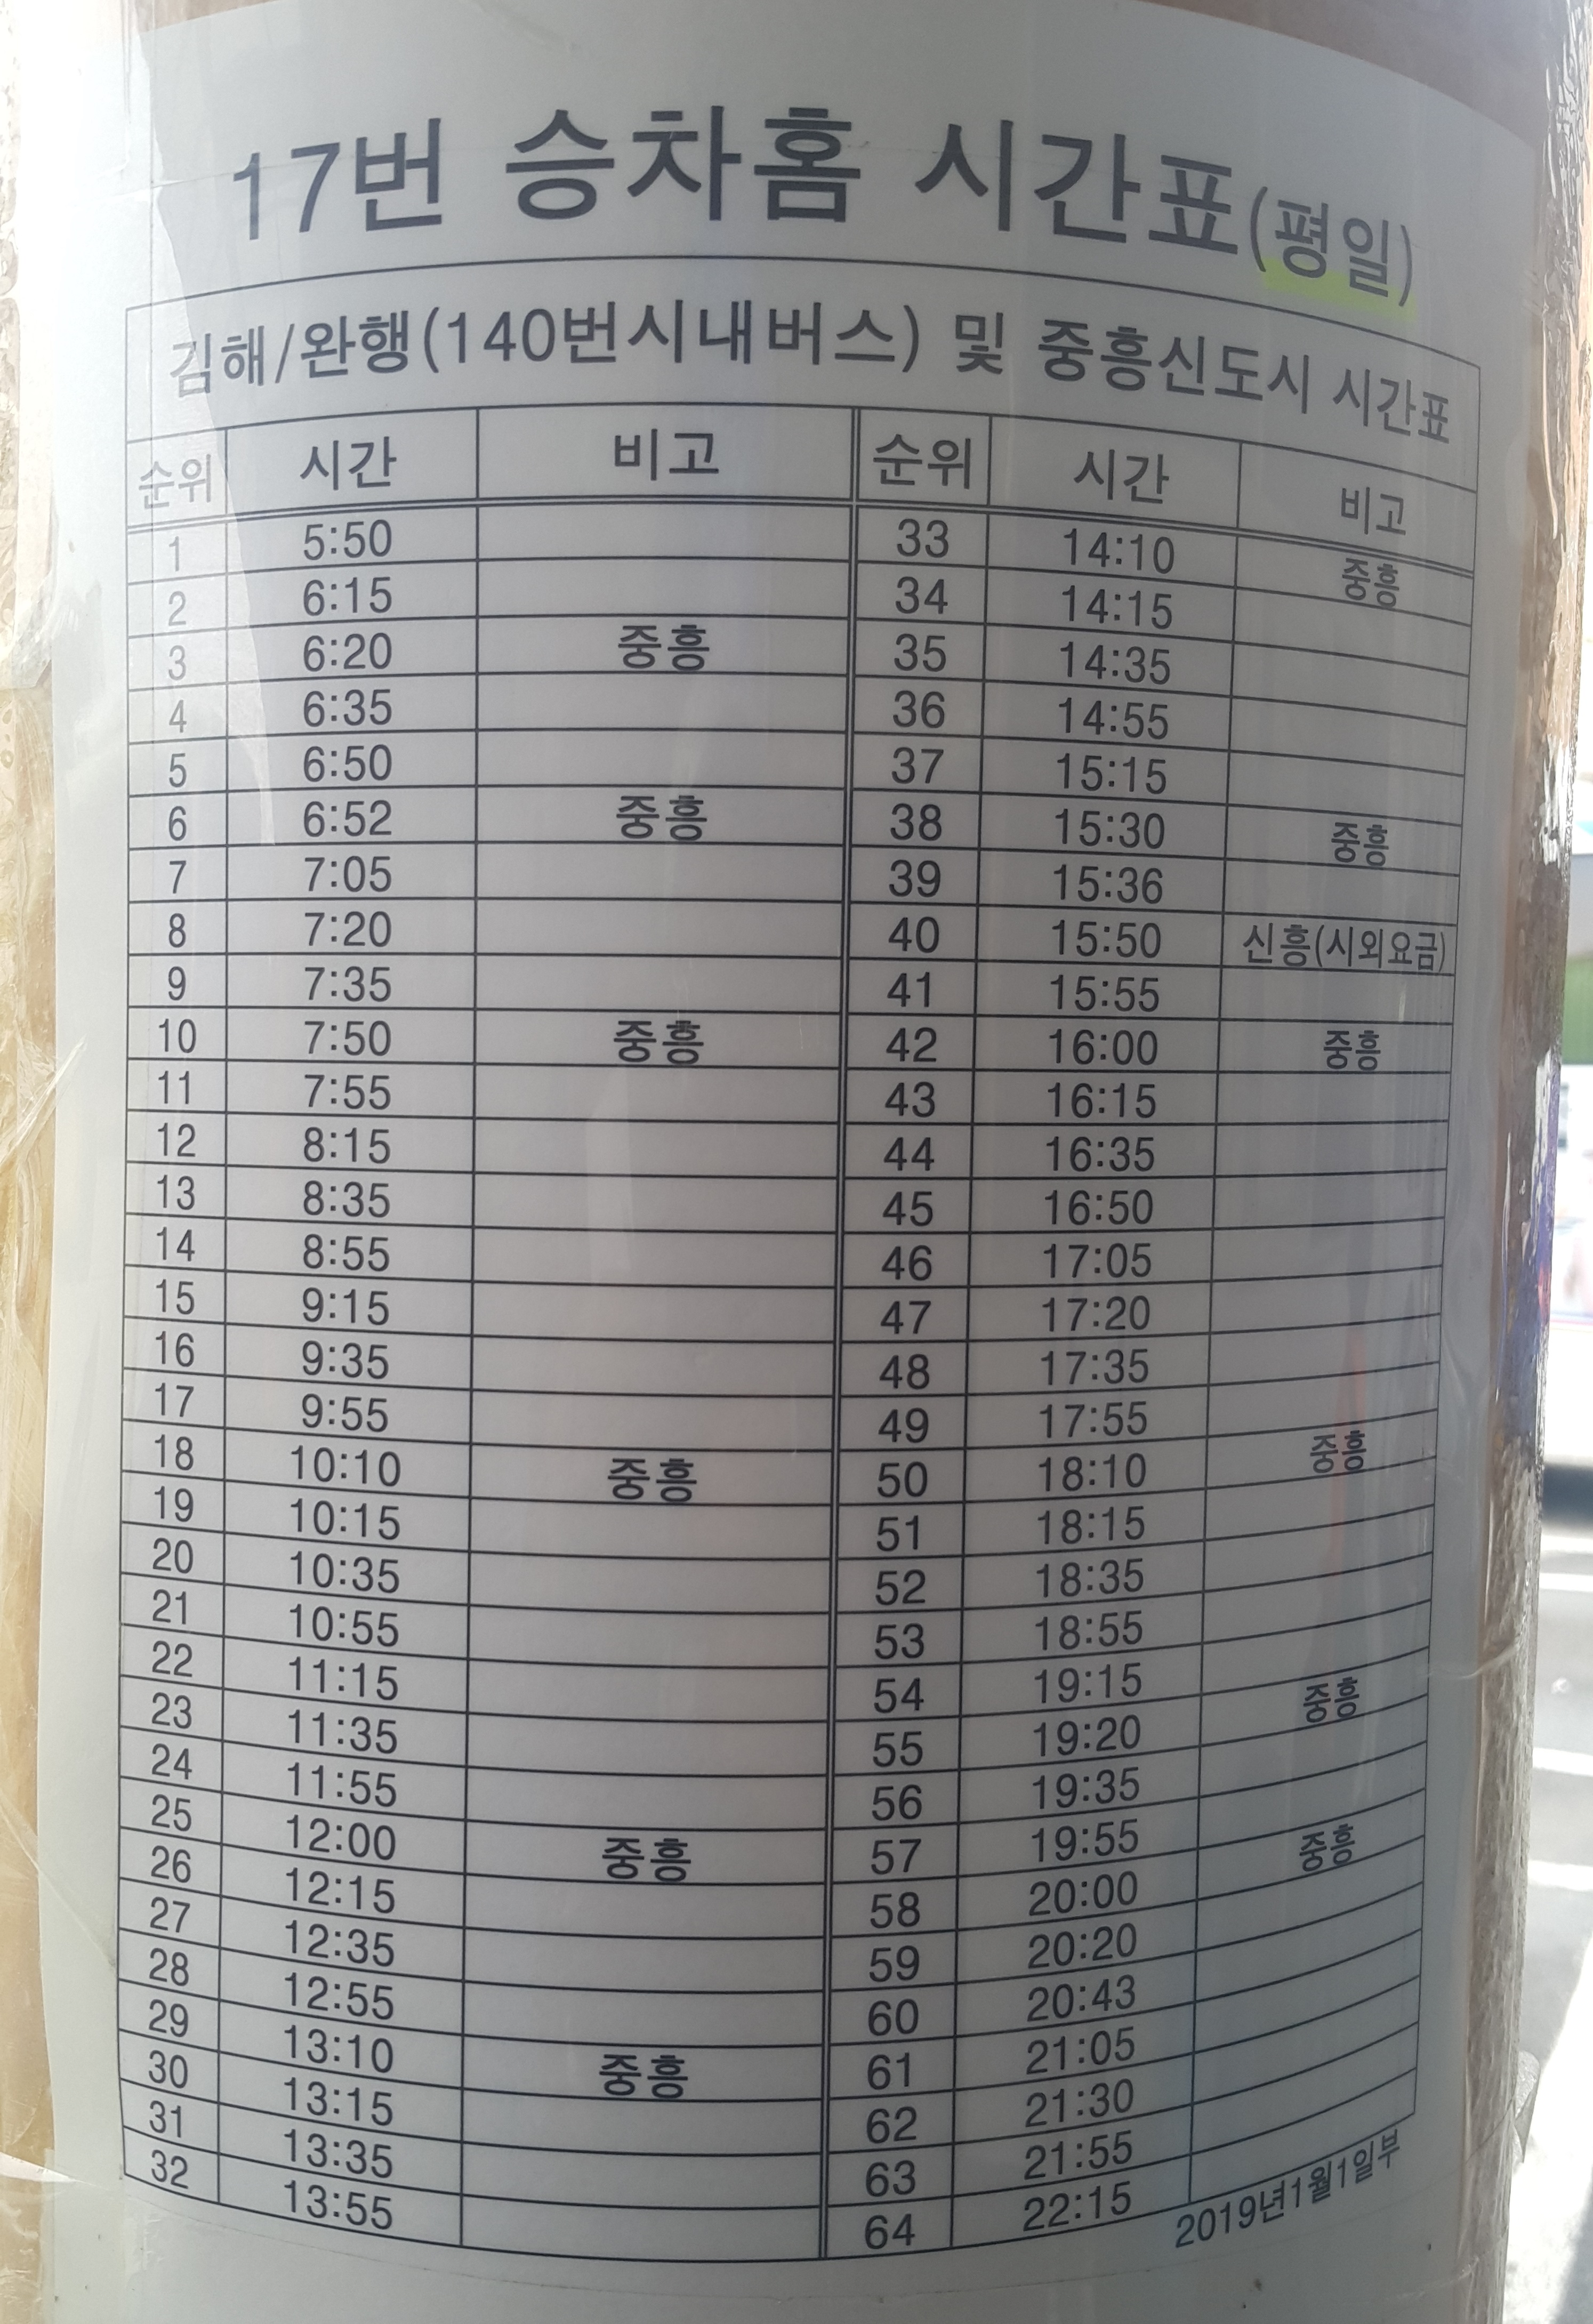 17번 승차홈 시간표(평일)
김해/완행(140번시내버스) 및 중흥신도시 시간표
순위 시간 비고 순위 시간 비고
1 5:50 33 14:10 중흥
2 6:15 34 14:15
3 6:20 중흥 35 14:35
4 6:35 36 14:55
5 6:50 37 15:15
6 6:52 중흥 38 15:30 중흥
7 7:05 39 15:36
8 7:20 40 15:50 신흥(시외요금)
9 7:35 41 15:55
10 7:50 중흥 42 16:00 중흥
11 7:55 43 16:15
12 8:15 44 16:35
13 8:35 45 16:50
14 8:55 46 17:05
15 9:15 47 17:20
16 9:35 48 17:35
17 9:55 49 17:55
18 10:10 중흥 50 18:10 중흥
19 10:15 51 18:15
20 10:35 52 18:35
21 10:55 53 18:55
22 11:15 54 19:15
23 11:35 55 19:20 중흥
24 11:55 56 19:35
25 12:00 중흥 57 19:55
26 12:15 58 20:00 중흥
27 12:35 59 20:20
28 12:55 60 20:43
29 13:10 중흥 61 21:05
30 13:15 62 21:30
31 13:35 63 21:55
32 13:55 64 22:15
2019년1월1일부